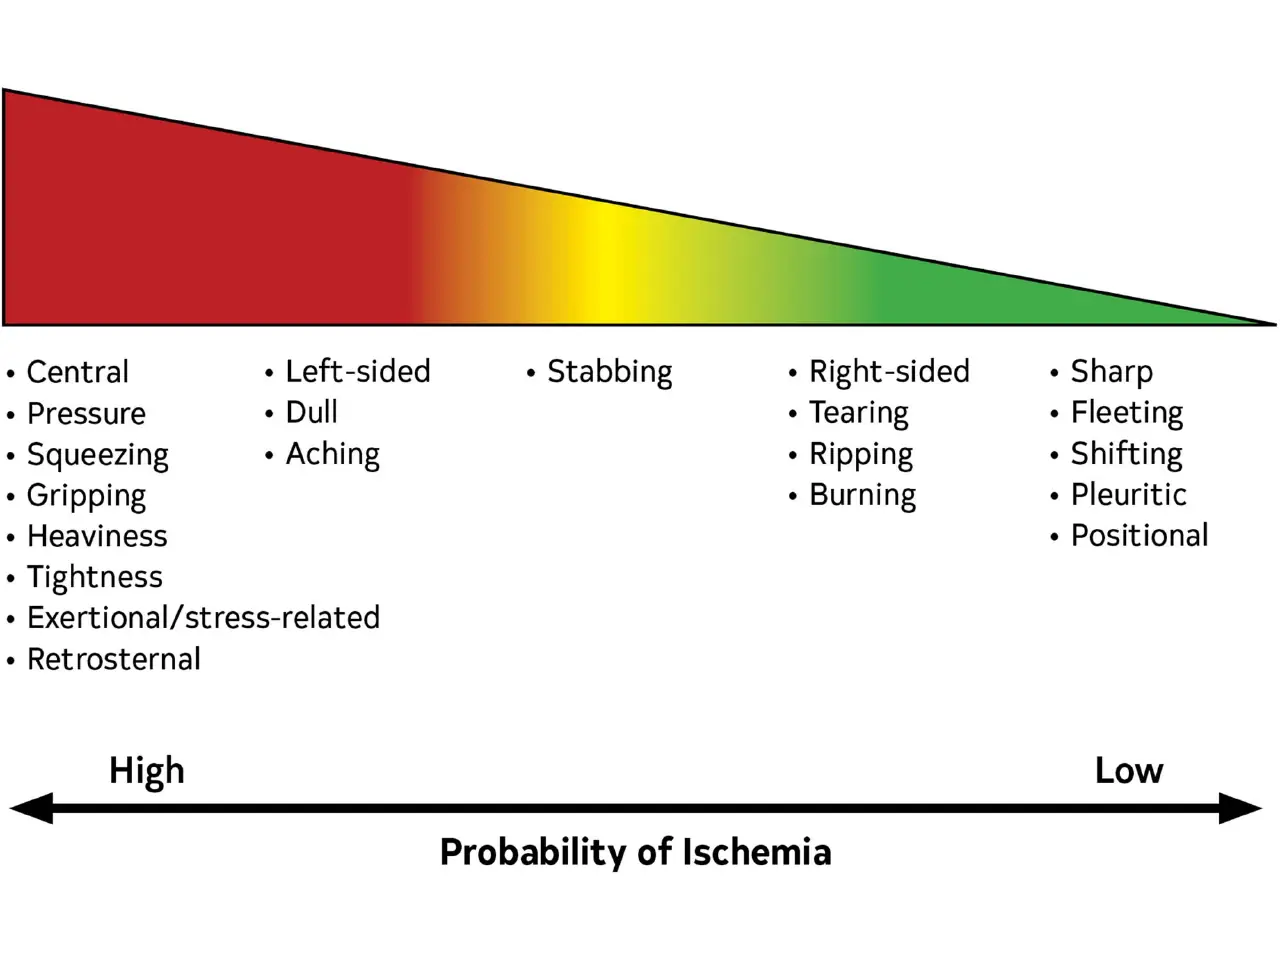 • Central
• Pressure
• Squeezing
• Gripping
• Heaviness
• Tightness
• Exertional/stress-related
• Retrosternal
• Left-sided
• Dull
• Aching
• Stabbing
• Right-sided
• Tearing
• Ripping
• Burning
• Sharp
• Fleeting
• Shifting
• Pleuritic
• Positional
High
Low
Probability of Ischemia